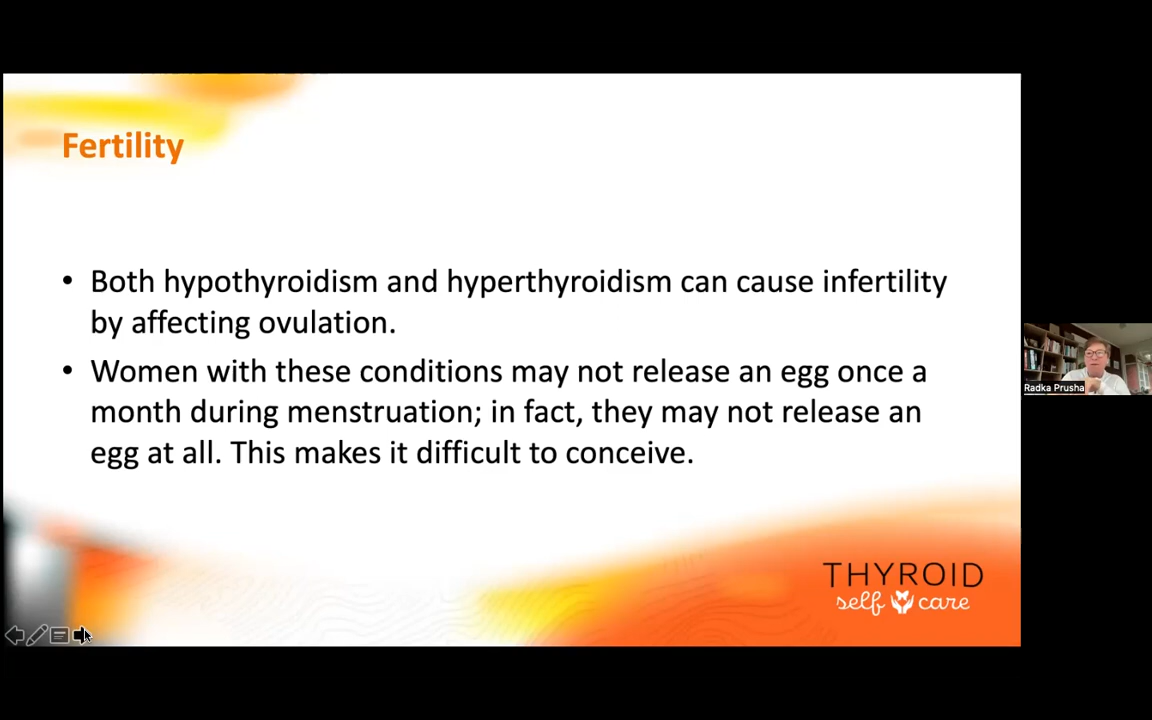 Fertility
• Both hypothyroidism and hyperthyroidism can cause infertility
by affecting ovulation.
• Women with these conditions may not release an egg once a
month during menstruation; in fact, they may not release an
egg at all. This makes it difficult to conceive.
Radka Prusha
THYROID
self care